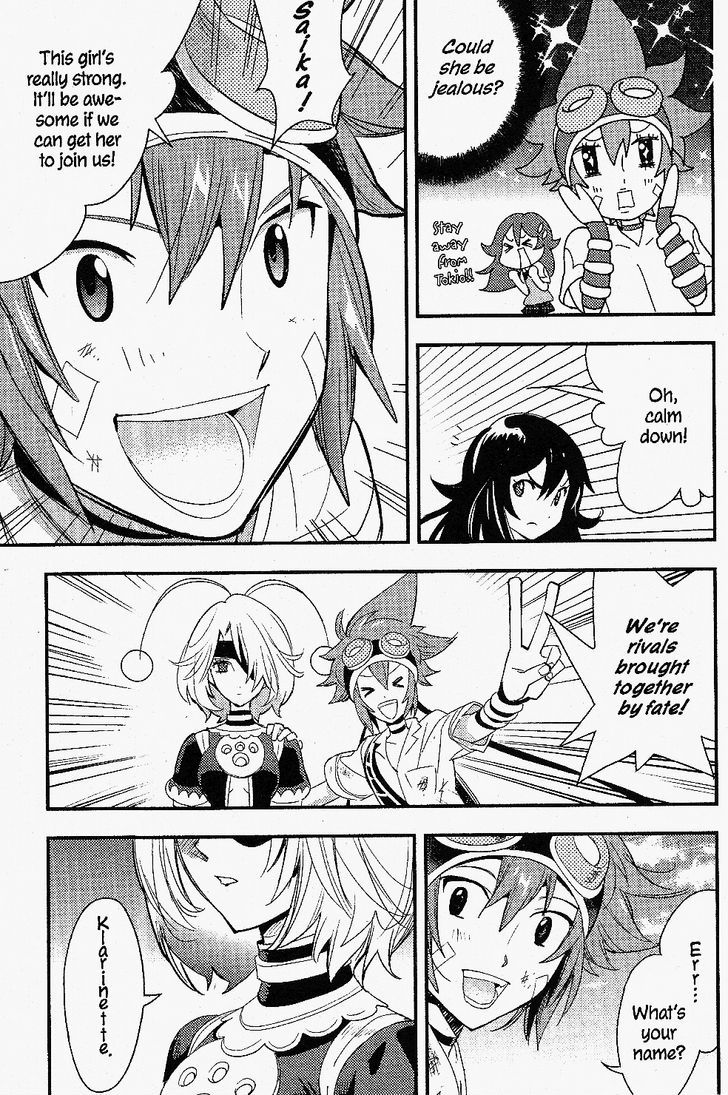 Could
she be
jealous?
Stay
away
from
Tokio!!
Saika!
This girl's
really strong.
It'll be awe-
some if we
can get her
to join us!
Oh,
calm
down!
We're
rivals
brought
together
by fate!
Err...
What's
your
name?
Klarinette.